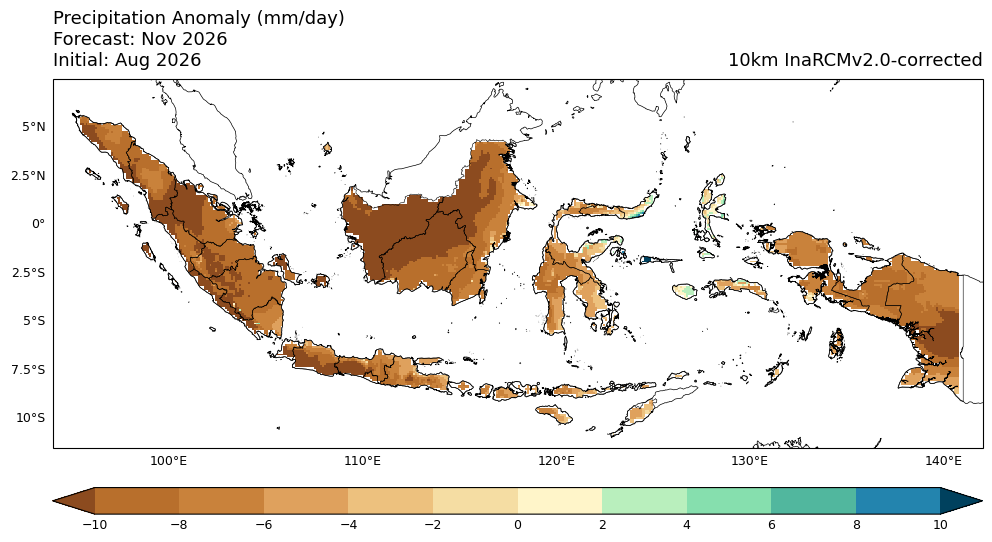 Precipitation Anomaly (mm/day)
Forecast: Nov 2026
Initial: Aug 2026
10km InaRCMv2.0-corrected
5°N
2.5°N
0°
2.5°S
5°S
7.5°S
10°S
100°E 110°E 120°E 130°E 140°E
−10 −8 −6 −4 −2 0 2 4 6 8 10